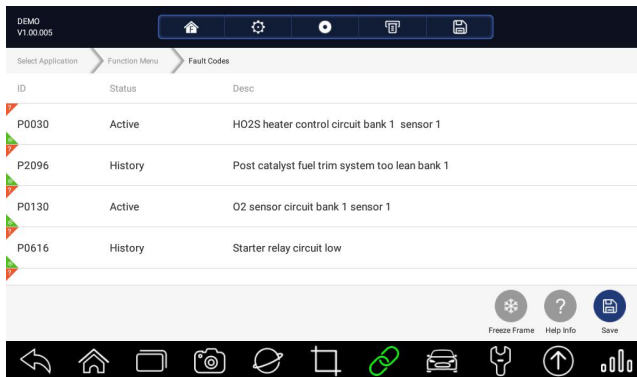 DEMO
V1.00.005
Select Application Function Menu Fault Codes
ID Status Desc
P0030 Active HO2S heater control circuit bank 1 sensor 1
P2096 History Post catalyst fuel trim system too lean bank 1
P0130 Active O2 sensor circuit bank 1 sensor 1
P0616 History Starter relay circuit low
Freeze Frame Help Info Save